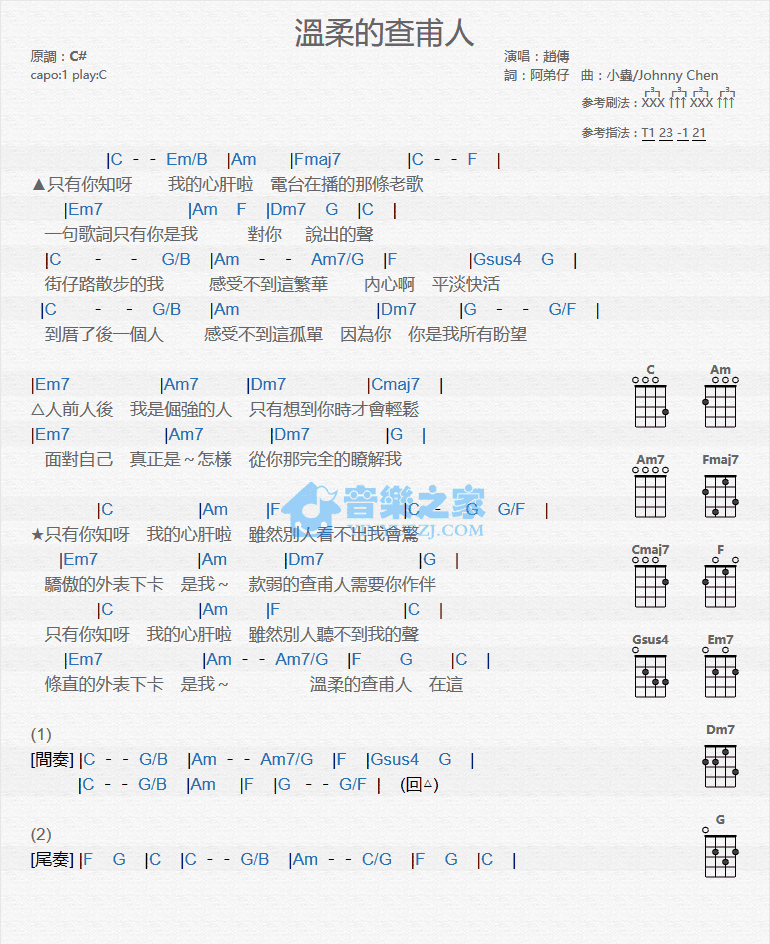 溫柔的查甫人
原調：C#
capo:1 play:C
演唱：趙傳
詞：阿弟仔 曲：小蟲/Johnny Chen
參考刷法：XXX ↑↑↑ XXX ↑↑↑
3 3 3 3
參考指法：T1 23 -1 21
|C - - Em/B |Am |Fmaj7 |C - - F |
▲只有你知呀 我的心肝啦 電台在播的那條老歌
|Em7 |Am F |Dm7 G |C |
一句歌詞只有你是我 對你 說出的聲
|C - - G/B |Am - - Am7/G |F |Gsus4 G |
街仔路散步的我 感受不到這繁華 內心啊 平淡快活
|C - - G/B |Am |Dm7 |G - - G/F |
到厝了後一個人 感受不到這孤單 因為你 你是我所有盼望
|Em7 |Am7 |Dm7 |Cmaj7 |
△人前人後 我是倔強的人 只有想到你時才會輕鬆
|Em7 |Am7 |Dm7 |G |
面對自己 真正是～怎樣 從你那完全的瞭解我
|C |Am |F |C - G G/F |
★只有你知呀 我的心肝啦 雖然別人看不出我會驚
|Em7 |Am |Dm7 |G |
驕傲的外表下卡 是我～ 款弱的查甫人需要你作伴
|C |Am |F |C |
只有你知呀 我的心肝啦 雖然別人聽不到我的聲
|Em7 |Am - - Am7/G |F G |C |
條直的外表下卡 是我～ 溫柔的查甫人 在這
(1)
[間奏] |C - - G/B |Am - - Am7/G |F |Gsus4 G |
|C - - G/B |Am |F |G - - G/F | (回△)
(2)
[尾奏] |F G |C |C - - G/B |Am - - C/G |F G |C |
C Am
Am7 Fmaj7
Cmaj7 F
Gsus4 Em7
Dm7
G
音樂之家